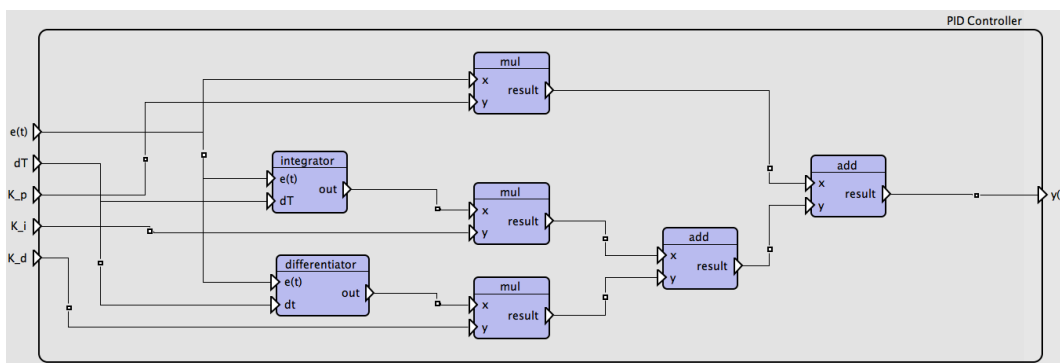 PID Controller
mul
x
y
result
e(t)
dT
K_p
K_i
K_d
integrator
e(t)
dT
out
mul
x
y
result
differentiator
e(t)
dt
out
mul
x
y
result
add
x
y
result
add
x
y
result
y(